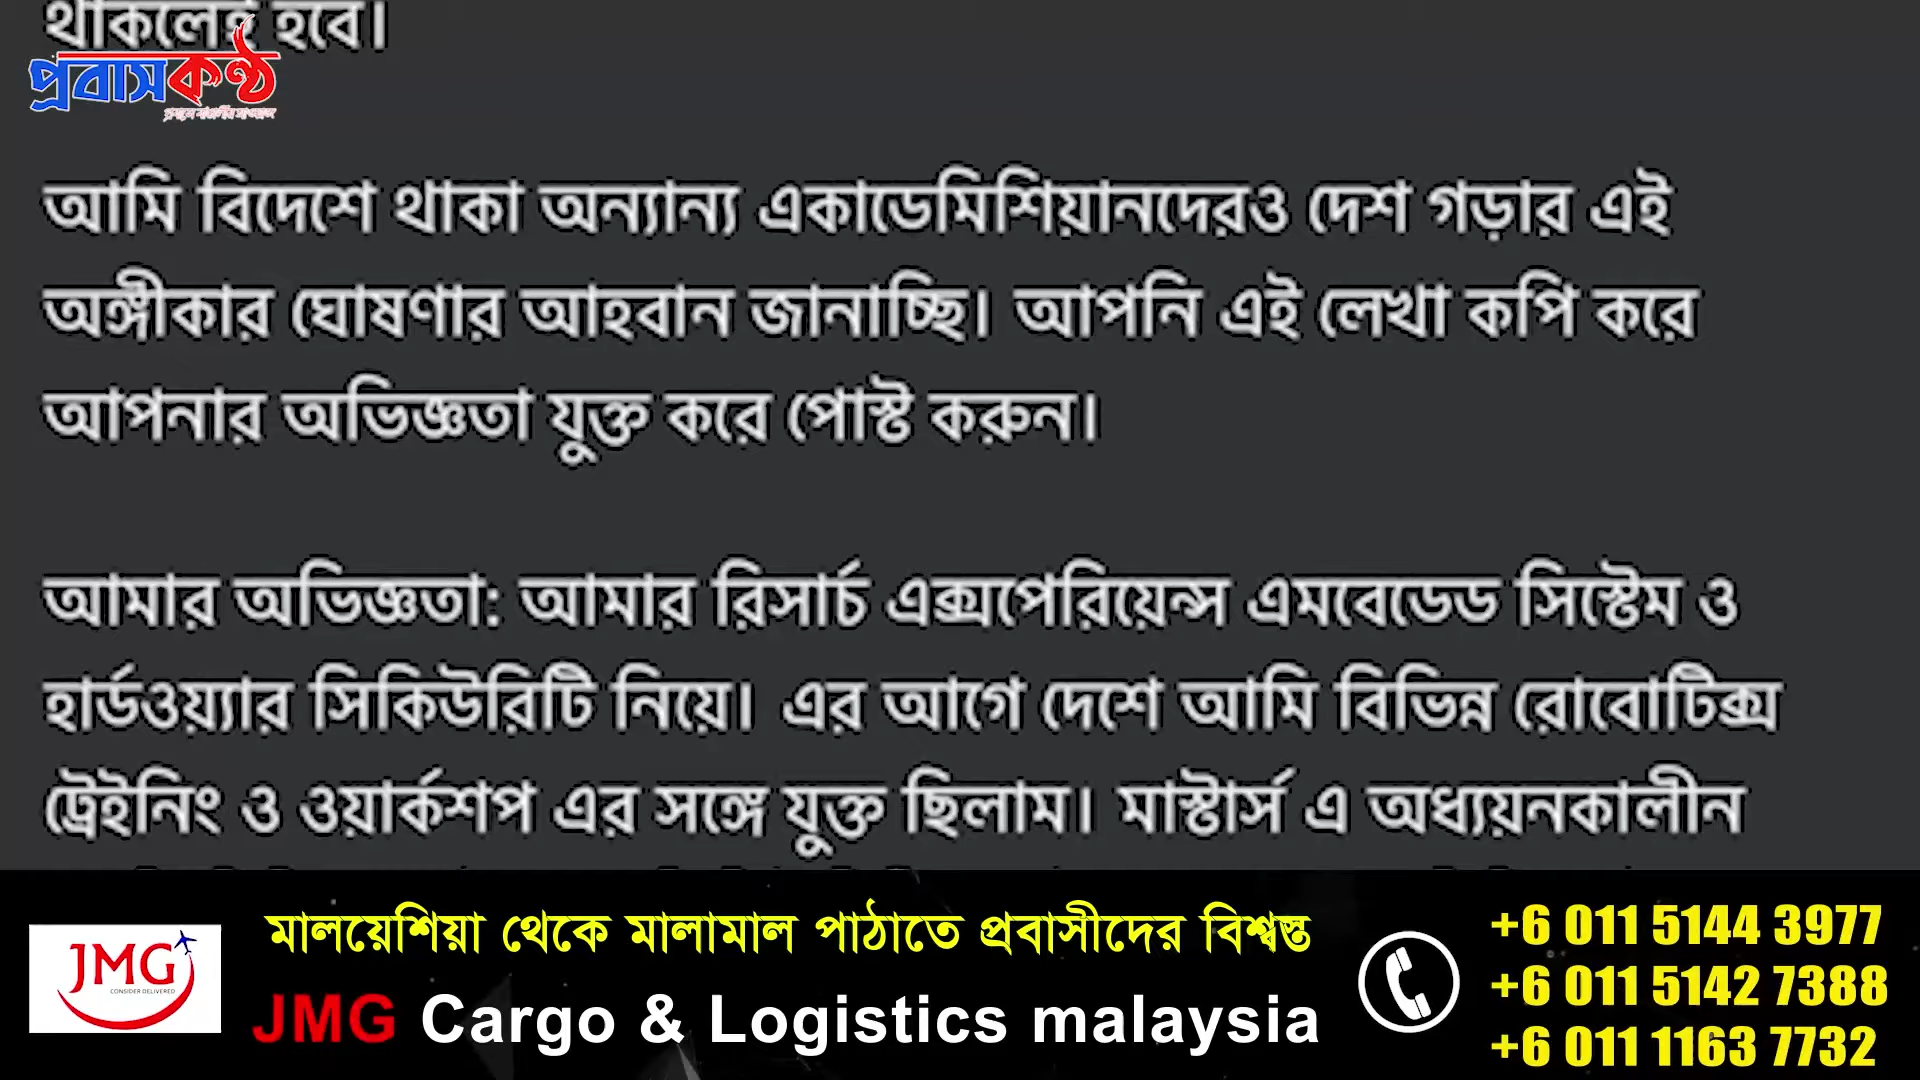 থাকলেই হবে।
প্রবাসকণ্ঠ
আমি বিদেশে থাকা অন্যান্য একাডেমিশিয়ানদেরও দেশ গড়ার এই
অঙ্গীকার ঘোষণার আহবান জানাচ্ছি। আপনি এই লেখা কপি করে
আপনার অভিজ্ঞতা যুক্ত করে পোস্ট করুন।
আমার অভিজ্ঞতা: আমার রিসার্চ এক্সপেরিয়েন্স এমবেডেড সিস্টেম ও
হার্ডওয়্যার সিকিউরিটি নিয়ে। এর আগে দেশে আমি বিভিন্ন রোবোটিক্স
ট্রেইনিং ও ওয়ার্কশপ এর সঙ্গে যুক্ত ছিলাম। মাস্টার্স এ অধ্যয়নকালীন
JMG
CONSIDER DELIVERED
মালয়েশিয়া থেকে মালামাল পাঠাতে প্রবাসীদের বিশ্বস্ত
JMG Cargo & Logistics malaysia
+6 011 5144 3977
+6 011 5142 7388
+6 011 1163 7732